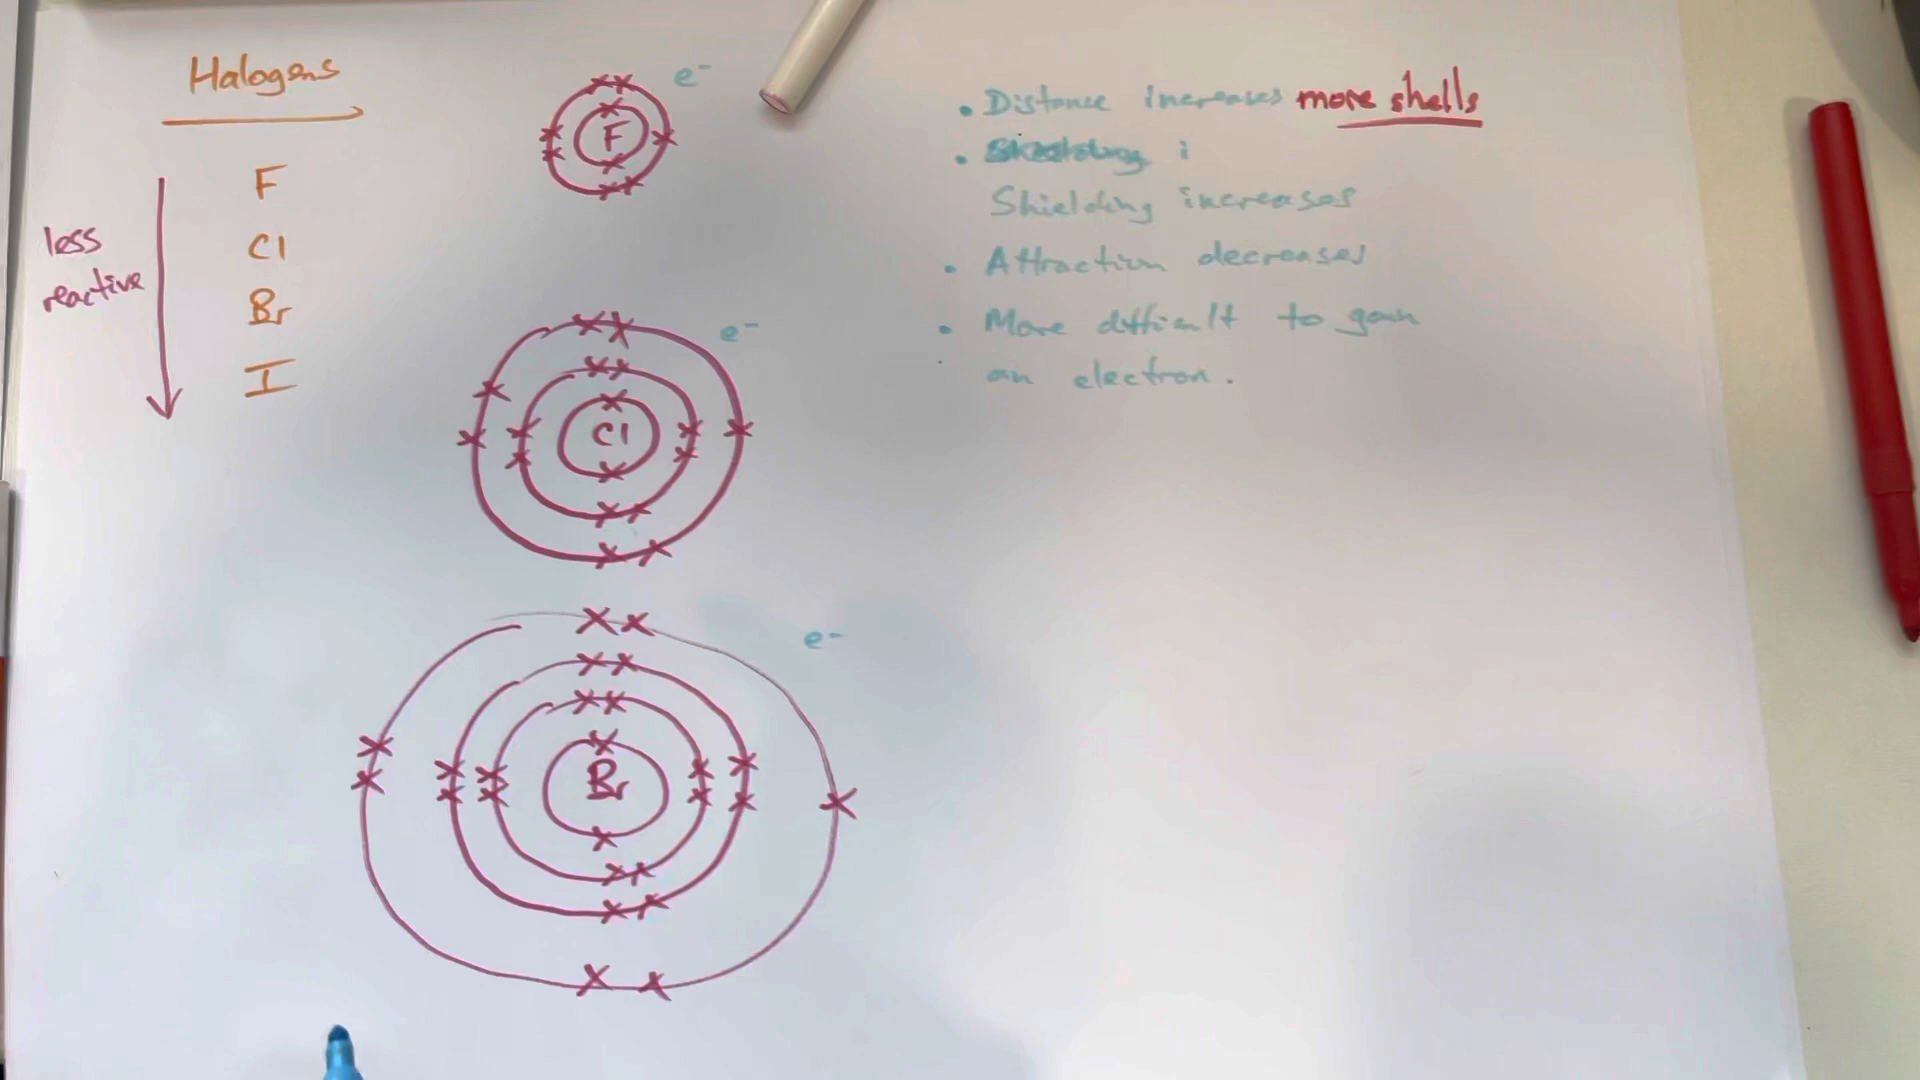 Halogens
F
Cl
Br
I
less
reactive
F
e-
Cl
e-
Br
e-
• Distance increases more shells
• i
Shielding increases
• Attraction decreases
• More difficult to gain
an electron.